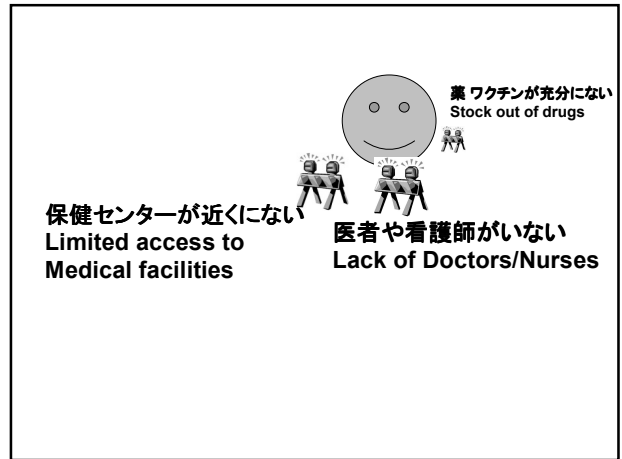 薬 ワクチンが充分にない
Stock out of drugs
保健センターが近くにない
Limited access to
Medical facilities
医者や看護師がいない
Lack of Doctors/Nurses